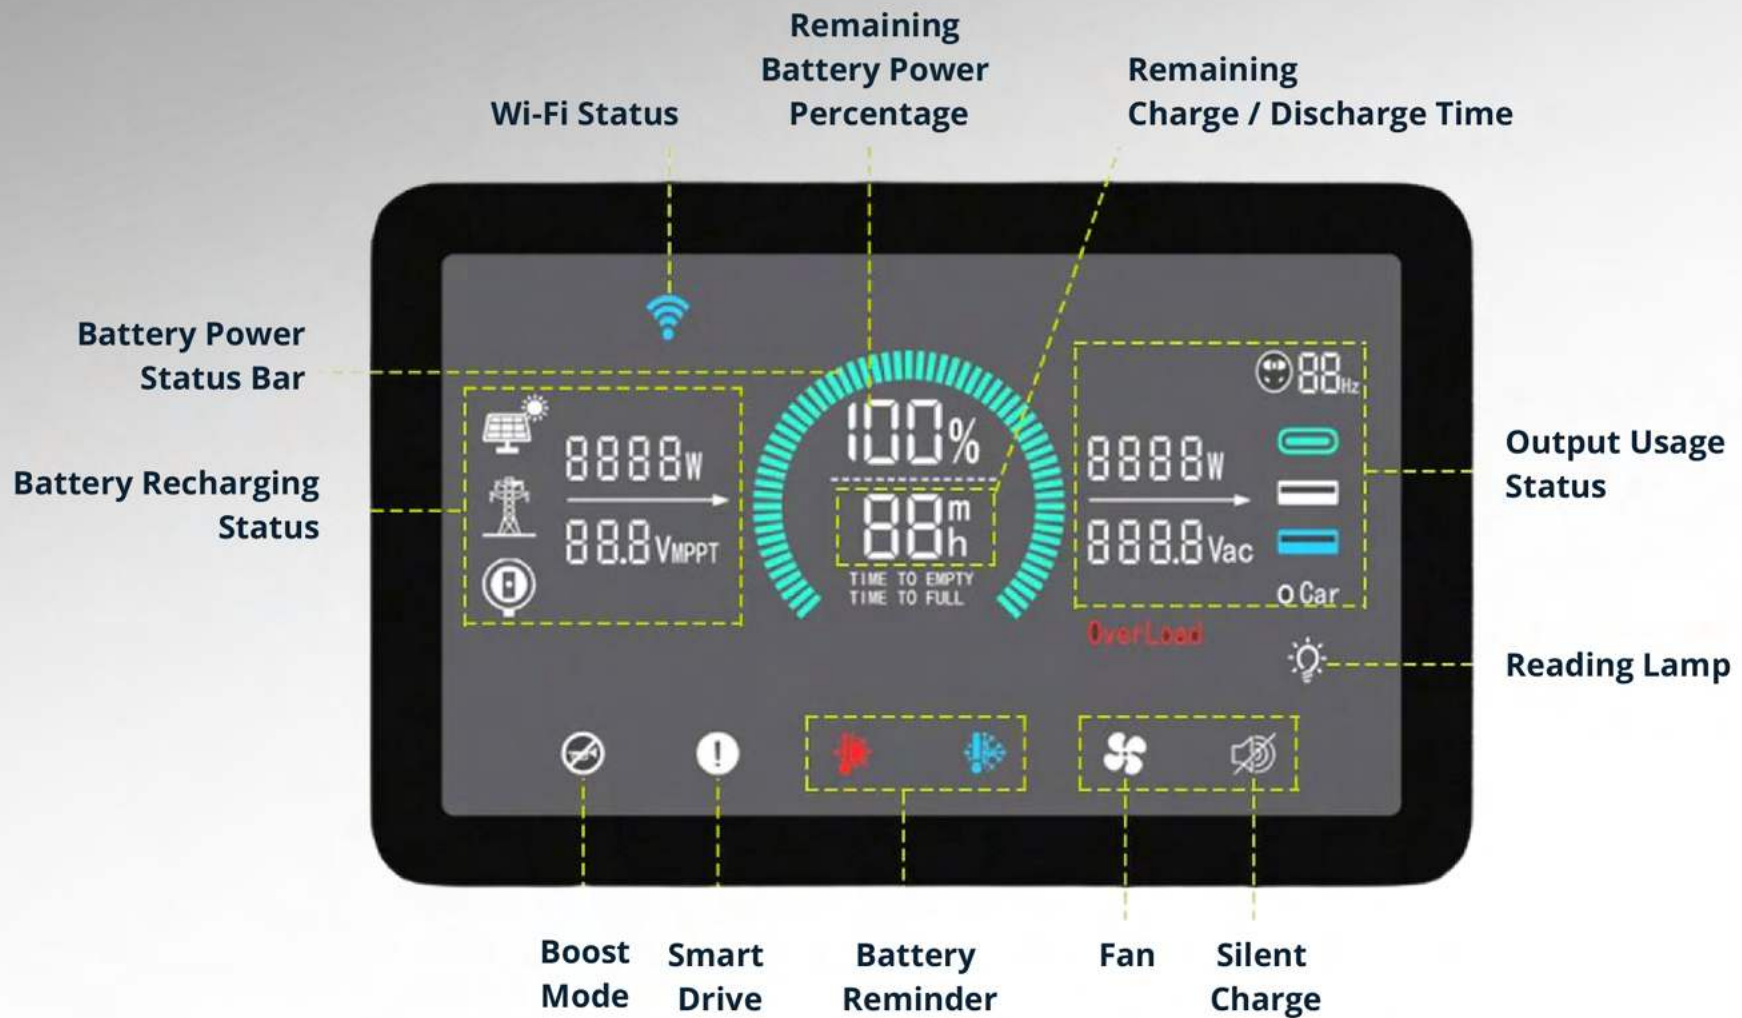 Remaining
Battery Power
Percentage
Remaining
Charge / Discharge Time
Wi-Fi Status
Battery Power
Status Bar
Battery Recharging
Status
8888W
88.8VMPPT
100%
88m
h
TIME TO EMPTY
TIME TO FULL
88Hz
8888W
888.8Vac
Car
OverLoad
Output Usage
Status
Reading Lamp
!
Boost
Mode
Smart
Drive
Battery
Reminder
Fan
Silent
Charge